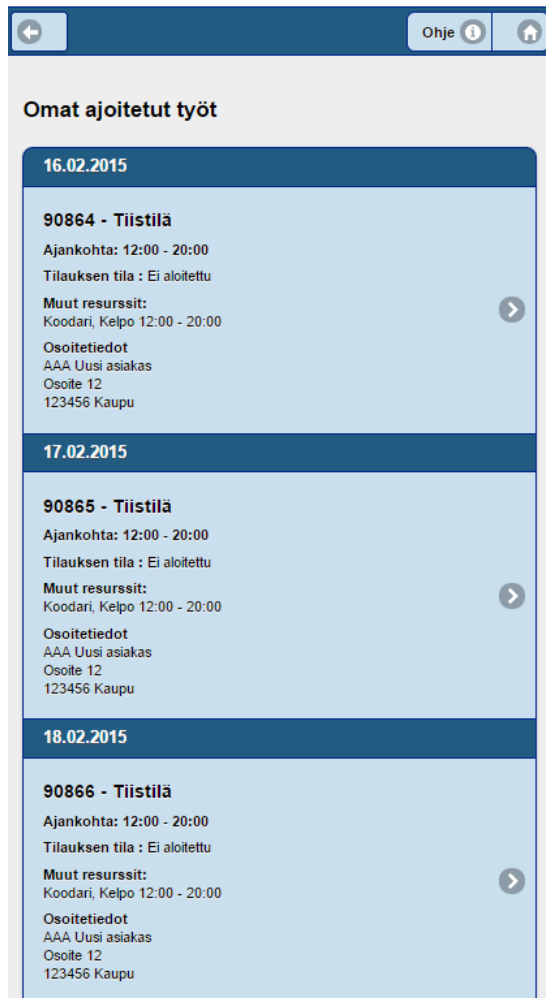 Ohje
Omat ajoitetut työt
16.02.2015
90864 - Tiistilä
Ajankohta: 12:00 - 20:00
Tilauksen tila : Ei aloitettu
Muut resurssit:
Koodari, Kelpo 12:00 - 20:00
Osoitetiedot
AAA Uusi asiakas
Osoite 12
123456 Kaupu
17.02.2015
90865 - Tiistilä
Ajankohta: 12:00 - 20:00
Tilauksen tila : Ei aloitettu
Muut resurssit:
Koodari, Kelpo 12:00 - 20:00
Osoitetiedot
AAA Uusi asiakas
Osoite 12
123456 Kaupu
18.02.2015
90866 - Tiistilä
Ajankohta: 12:00 - 20:00
Tilauksen tila : Ei aloitettu
Muut resurssit:
Koodari, Kelpo 12:00 - 20:00
Osoitetiedot
AAA Uusi asiakas
Osoite 12
123456 Kaupu